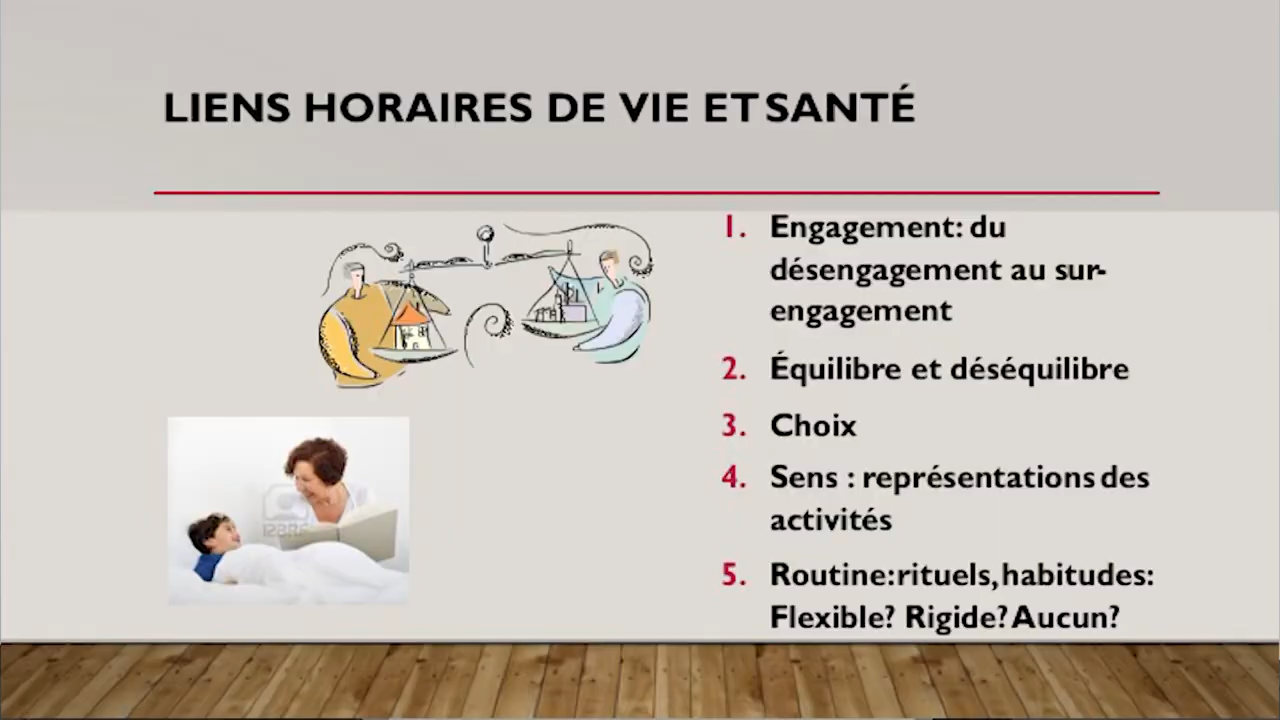 LIENS HORAIRES DE VIE ET SANTÉ
1. Engagement: du
désengagement au sur-
engagement
2. Équilibre et déséquilibre
3. Choix
4. Sens : représentations des
activités
5. Routine:rituels,habitudes:
Flexible? Rigide? Aucun?